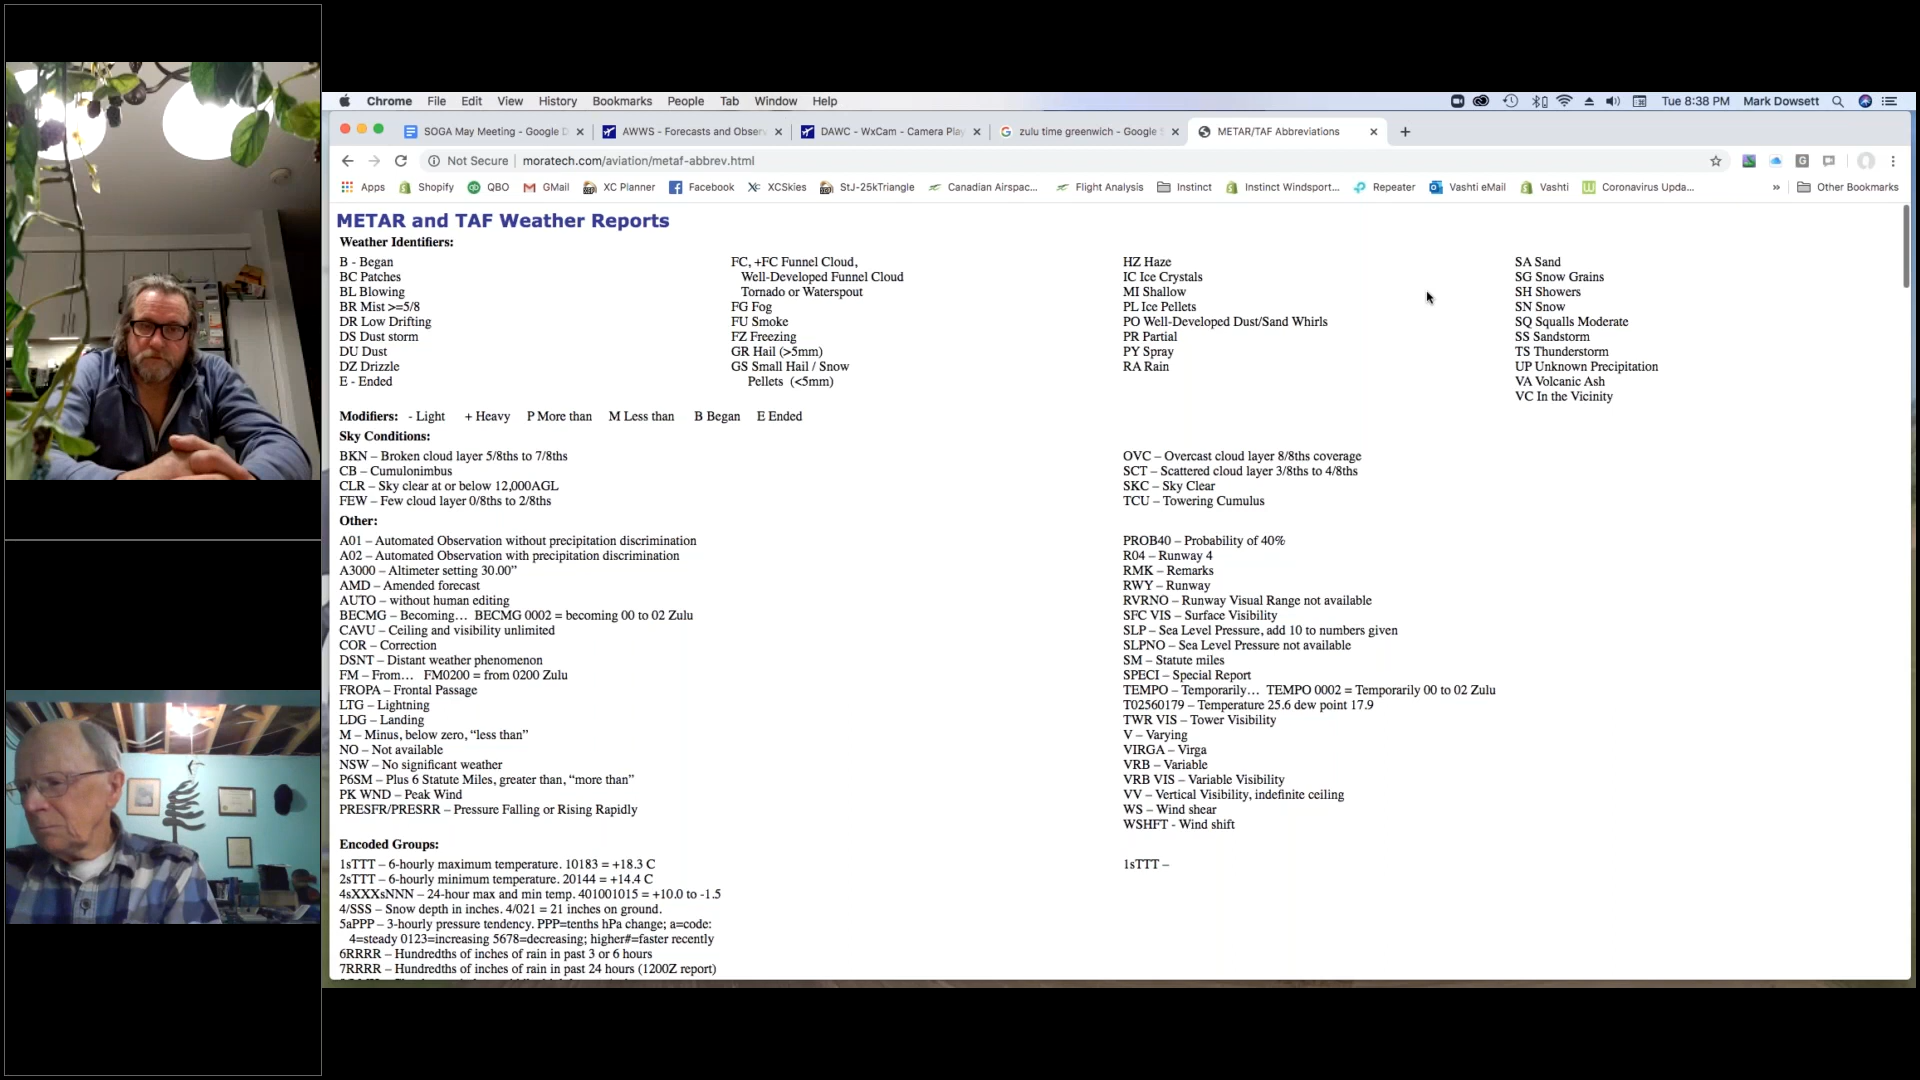 Chrome File Edit View History Bookmarks People Tab Window Help Tue 8:38 PM Mark Dowsett
SOGA May Meeting - Google D AWWS - Forecasts and Obser DAWC - WxCam - Camera Play zulu time greenwich - Google S METAR/TAF Abbreviations
Not Secure moratech.com/aviation/metaf-abbrev.html
Apps Shopify QBO GMail XC Planner Facebook XCSkies StJ-25kTriangle Canadian Airspac... Flight Analysis Instinct Instinct Windsport... Repeater Vashti eMail Vashti Coronavirus Upda... » Other Bookmarks
METAR and TAF Weather Reports
Weather Identifiers:
B - Began
BC Patches
BL Blowing
BR Mist >=5/8
DR Low Drifting
DS Dust storm
DU Dust
DZ Drizzle
E - Ended
FC, +FC Funnel Cloud,
Well-Developed Funnel Cloud
Tornado or Waterspout
FG Fog
FU Smoke
FZ Freezing
GR Hail (>5mm)
GS Small Hail / Snow
Pellets (<5mm)
HZ Haze
IC Ice Crystals
MI Shallow
PL Ice Pellets
PO Well-Developed Dust/Sand Whirls
PR Partial
PY Spray
RA Rain
SA Sand
SG Snow Grains
SH Showers
SN Snow
SQ Squalls Moderate
SS Sandstorm
TS Thunderstorm
UP Unknown Precipitation
VA Volcanic Ash
VC In the Vicinity
Modifiers: - Light + Heavy P More than M Less than B Began E Ended
Sky Conditions:
BKN – Broken cloud layer 5/8ths to 7/8ths
CB – Cumulonimbus
CLR – Sky clear at or below 12,000AGL
FEW – Few cloud layer 0/8ths to 2/8ths
OVC – Overcast cloud layer 8/8ths coverage
SCT – Scattered cloud layer 3/8ths to 4/8ths
SKC – Sky Clear
TCU – Towering Cumulus
Other:
A01 – Automated Observation without precipitation discrimination
A02 – Automated Observation with precipitation discrimination
A3000 – Altimeter setting 30.00”
AMD – Amended forecast
AUTO – without human editing
BECMG – Becoming… BECMG 0002 = becoming 00 to 02 Zulu
CAVU – Ceiling and visibility unlimited
COR – Correction
DSNT – Distant weather phenomenon
FM – From… FM0200 = from 0200 Zulu
FROPA – Frontal Passage
LTG – Lightning
LDG – Landing
M – Minus, below zero, “less than”
NO – Not available
NSW – No significant weather
P6SM – Plus 6 Statute Miles, greater than, “more than”
PK WND – Peak Wind
PRESFR/PRESRR – Pressure Falling or Rising Rapidly
PROB40 – Probability of 40%
R04 – Runway 4
RMK – Remarks
RWY – Runway
RVRNO – Runway Visual Range not available
SFC VIS – Surface Visibility
SLP – Sea Level Pressure, add 10 to numbers given
SLPNO – Sea Level Pressure not available
SM – Statute miles
SPECI – Special Report
TEMPO – Temporarily… TEMPO 0002 = Temporarily 00 to 02 Zulu
T02560179 – Temperature 25.6 dew point 17.9
TWR VIS – Tower Visibility
V – Varying
VIRGA – Virga
VRB – Variable
VRB VIS – Variable Visibility
VV – Vertical Visibility, indefinite ceiling
WS – Wind shear
WSHFT - Wind shift
Encoded Groups:
1sTTT – 6-hourly maximum temperature. 10183 = +18.3 C
2sTTT – 6-hourly minimum temperature. 20144 = +14.4 C
4sXXXsNNN – 24-hour max and min temp. 401001015 = +10.0 to -1.5
4/SSS – Snow depth in inches. 4/021 = 21 inches on ground.
5aPPP – 3-hourly pressure tendency. PPP=tenths hPa change; a=code:
4=steady 0123=increasing 5678=decreasing; higher#=faster recently
6RRRR – Hundredths of inches of rain in past 3 or 6 hours
7RRRR – Hundredths of inches of rain in past 24 hours (1200Z report)
1sTTT –